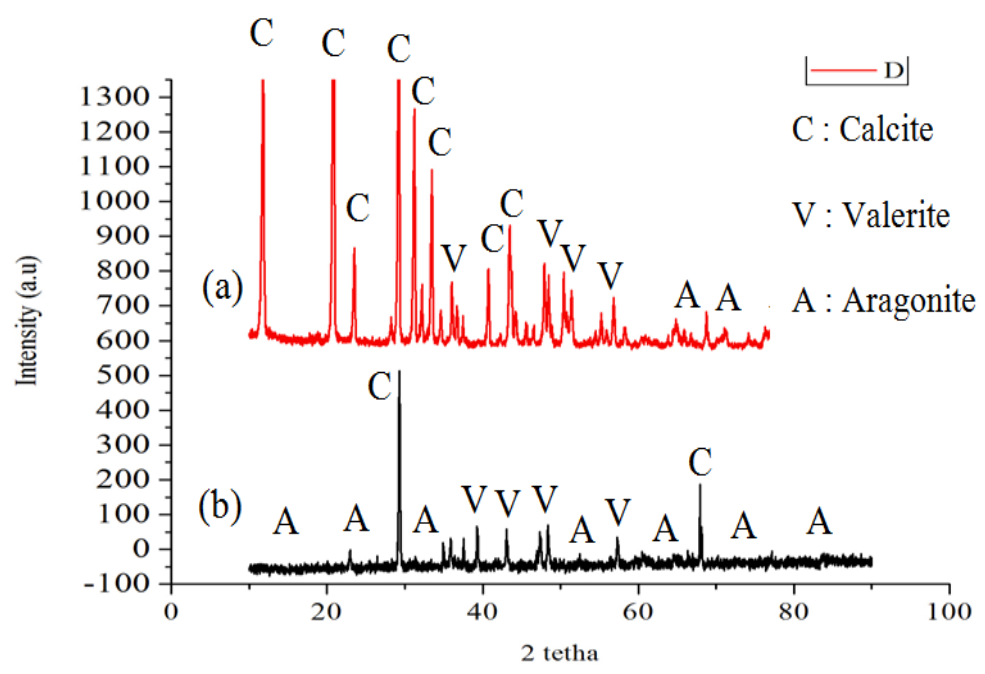 C
C
C
C
C
C
V
C
C
V
V
V
A
A
D
C : Calcite
V : Valerite
A : Aragonite
(a)
(b)
C
C
A
A
A
V
V
V
A
V
A
A
A
1300
1200
1100
1000
900
800
700
600
500
400
300
200
100
0
-100
Intensity (a.u)
0 20 40 60 80 100
2 tetha